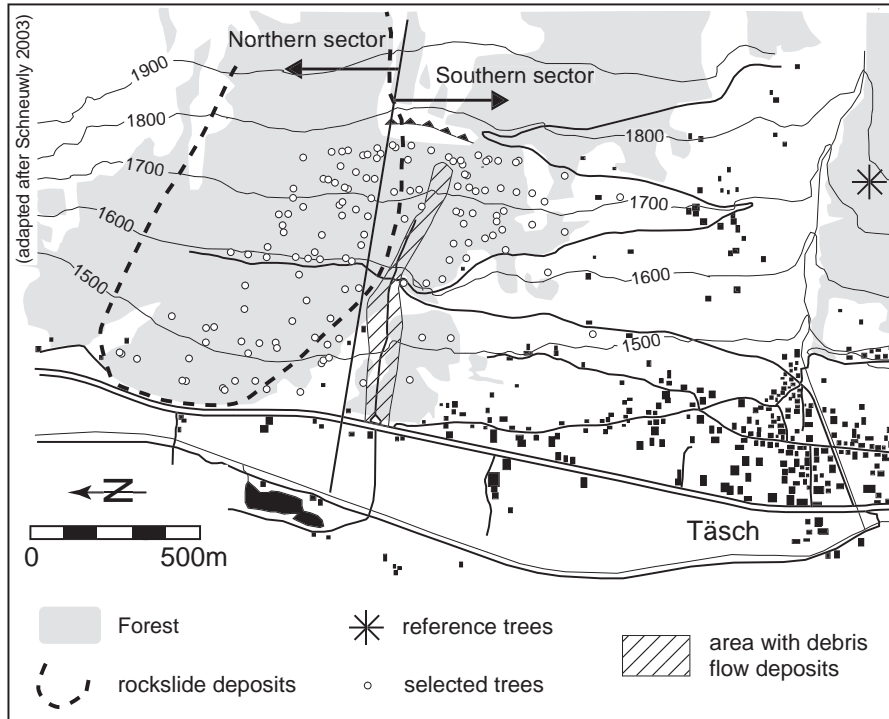 (adapted after Schneuwly 2003)
Northern sector
Southern sector
1900
1800
1800
1700
1700
1600
1600
1500
1500
N
0 500m
Täsch
Forest
reference trees
area with debris
flow deposits
rockslide deposits
selected trees